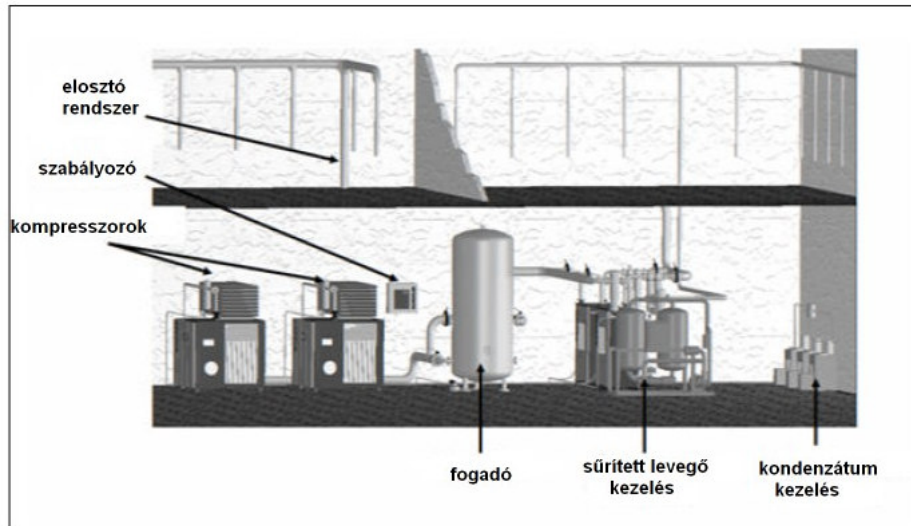 elosztó
rendszer
szabályozó
kompresszorok
fogadó
sűrített levegő
kezelés
kondenzátum
kezelés